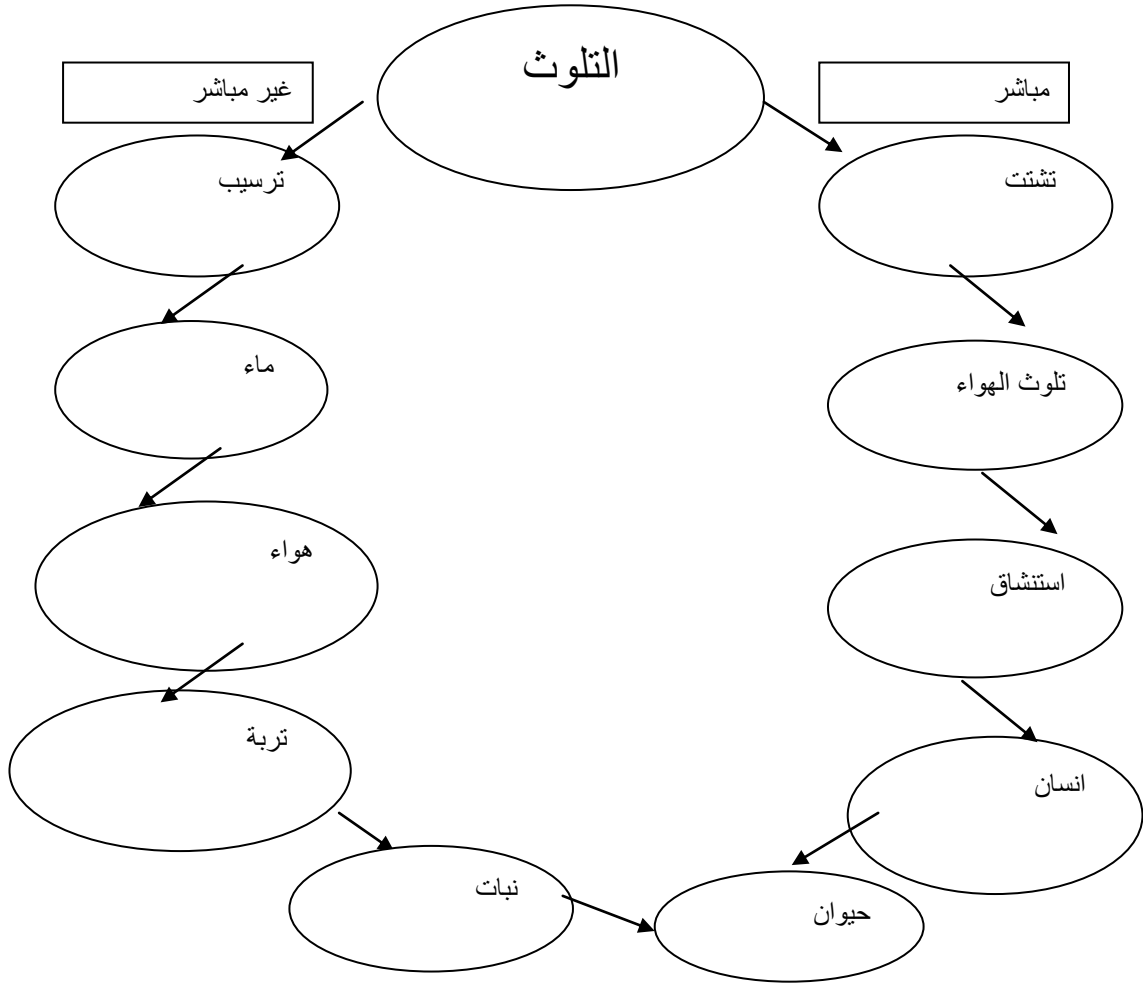 التلوث
مباشر
غير مباشر
تشتت
ترسيب
تلوث الهواء
ماء
استنشاق
هواء
انسان
تربة
حيوان
نبات